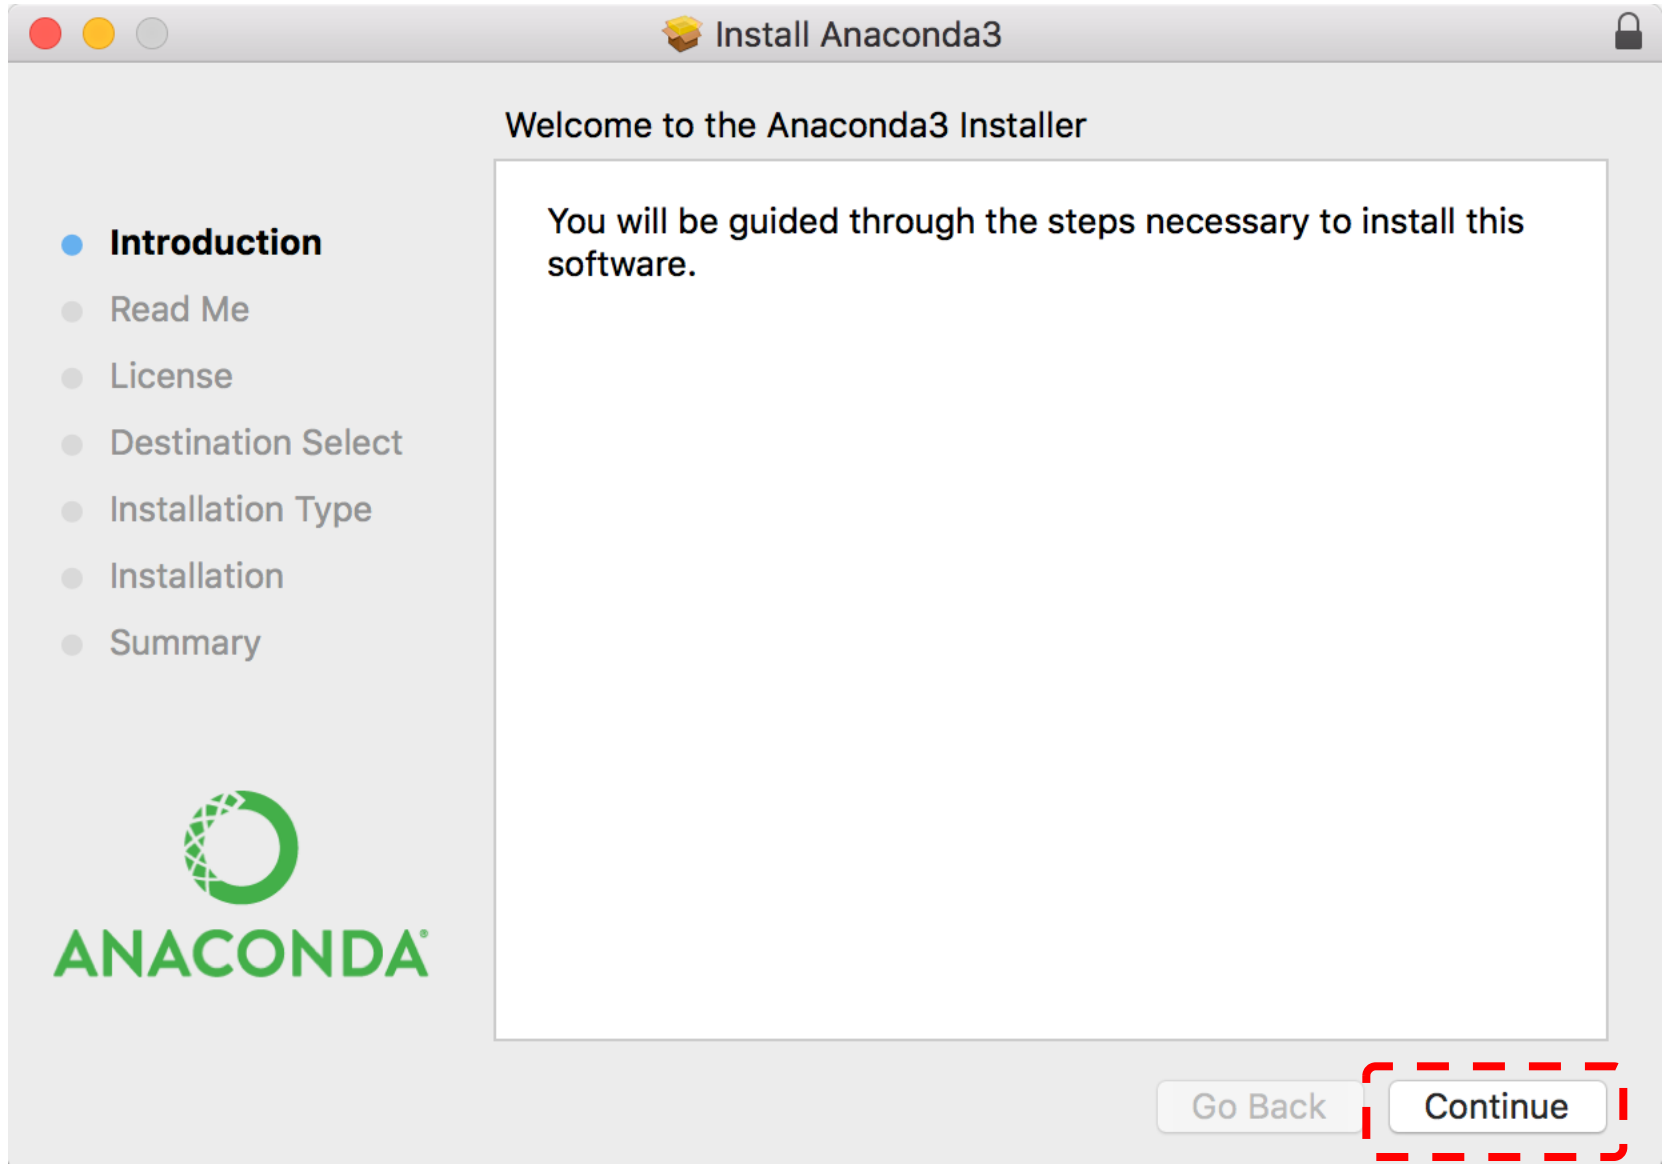 Install Anaconda3
Welcome to the Anaconda3 Installer
You will be guided through the steps necessary to install this
software.
Introduction
Read Me
License
Destination Select
Installation Type
Installation
Summary
ANACONDA®
Go Back
Continue